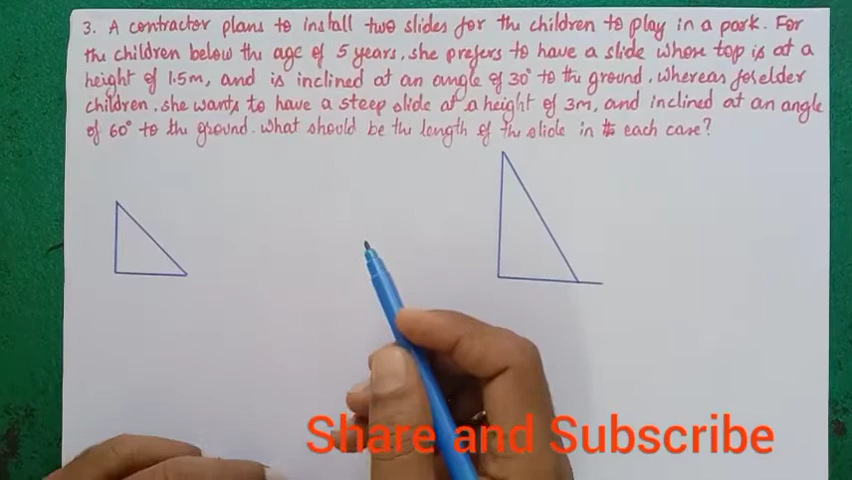 3. A contractor plans to install two slides for the children to play in a park. For
the children below the age of 5 years, she prefers to have a slide whose top is at a
height of 1.5m, and is inclined at an angle of 30° to the ground, whereas for elder
children, she wants to have a steep slide at a height of 3m, and inclined at an angle
of 60° to the ground. What should be the length of the slide in each case?
Share and Subscribe